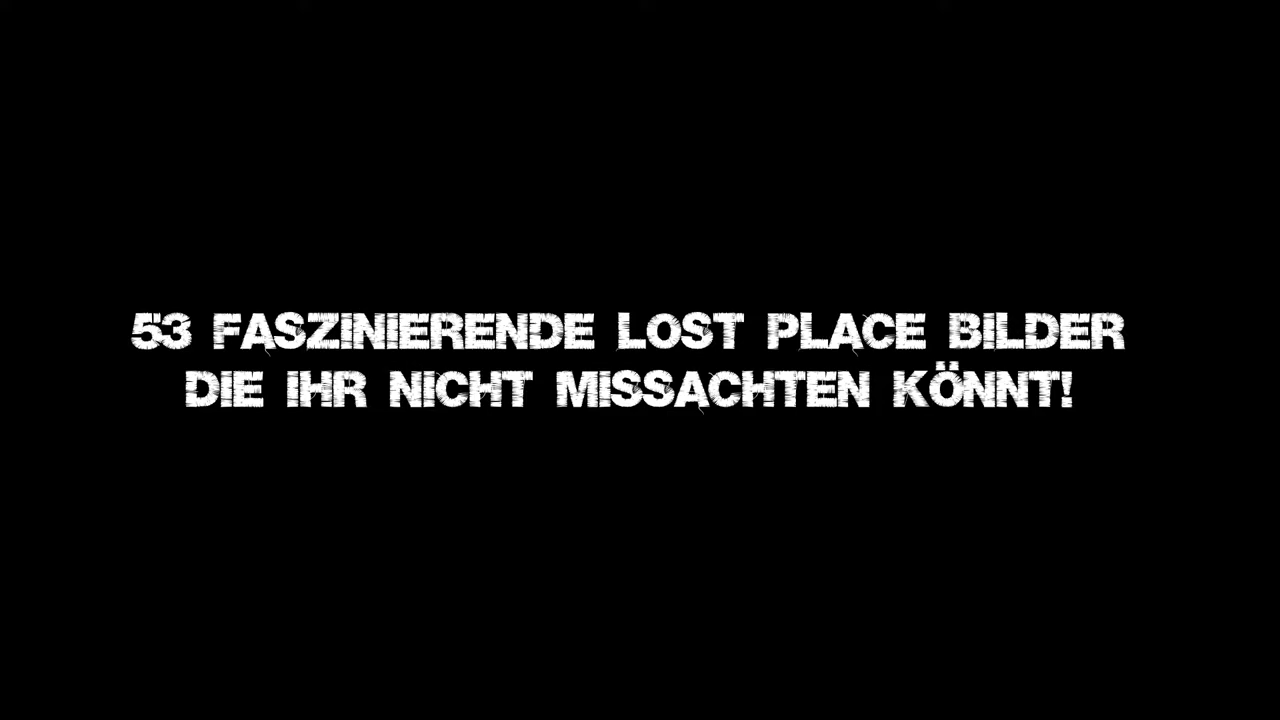 53 FASZINIERENDE LOST PLACE BILDER
DIE IHR NICHT MISSACHTEN KÖNNT!